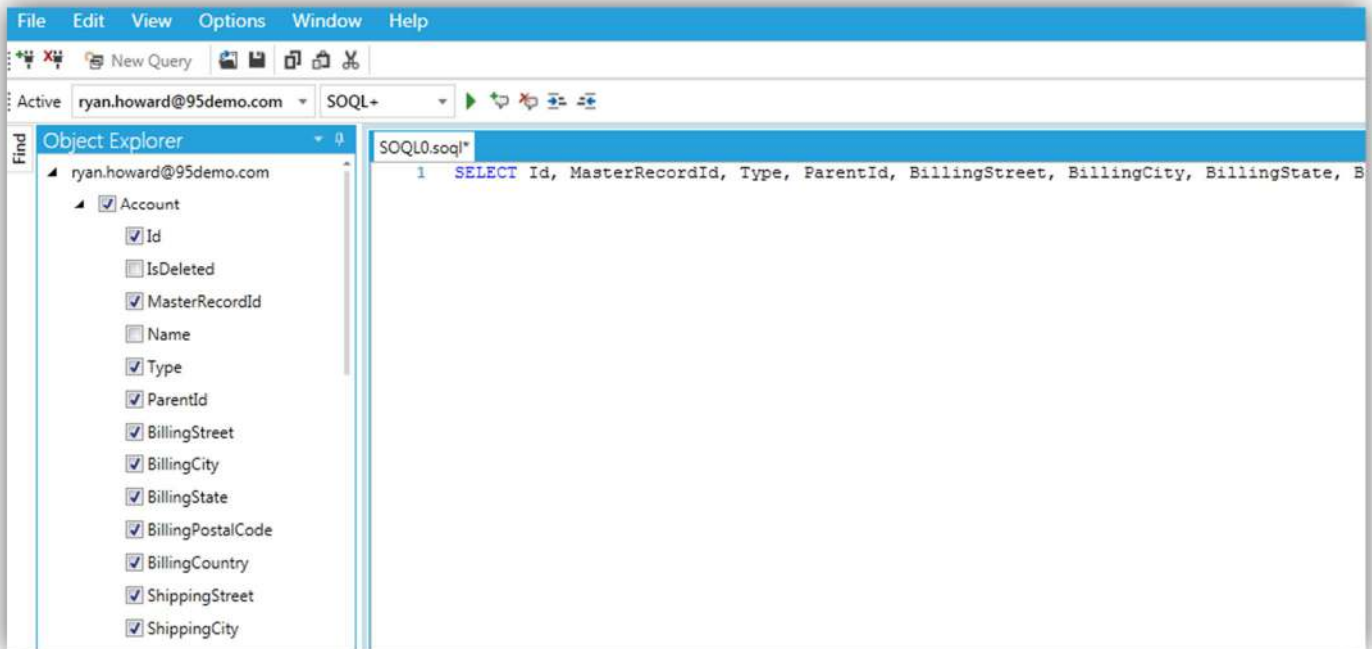 File Edit View Options Window Help
New Query
Active ryan.howard@95demo.com SOQL+
Find
Object Explorer
ryan.howard@95demo.com
Account
Id
IsDeleted
MasterRecordId
Name
Type
ParentId
BillingStreet
BillingCity
BillingState
BillingPostalCode
BillingCountry
ShippingStreet
ShippingCity
SOQL0.soql*
1 SELECT Id, MasterRecordId, Type, ParentId, BillingStreet, BillingCity, BillingState, B